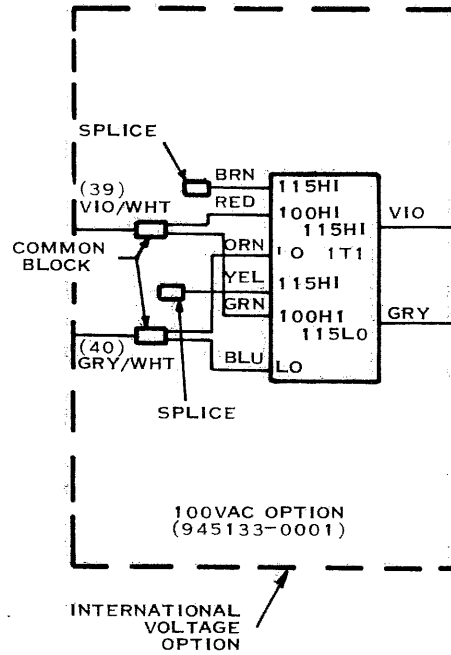 SPLICE
BRN
115HI
(39)
VIO/WHT
RED
100HI
115HI
VIO
COMMON
BLOCK
ORN
LO
1T1
YEL
115HI
GRN
100HI
115LO
GRY
(40)
GRY/WHT
BLU
LO
SPLICE
100VAC OPTION
(945133-0001)
INTERNATIONAL
VOLTAGE
OPTION